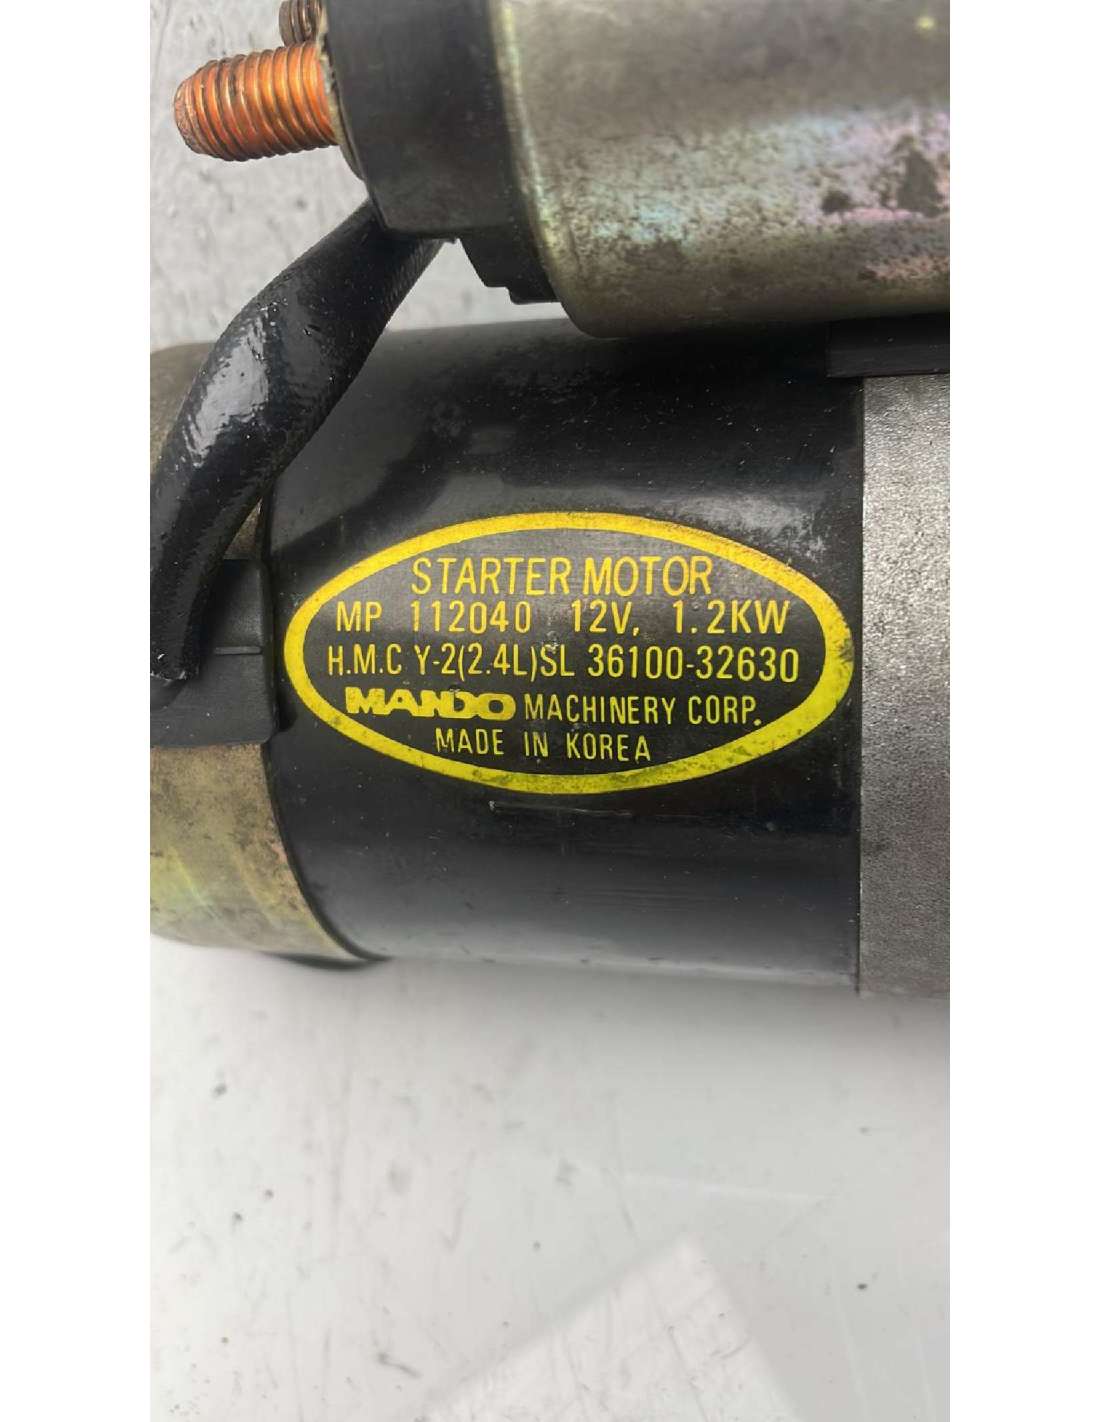 STARTER MOTOR
MP 112040 12V, 1.2KW
H.M.C Y-2(2.4L)SL 36100-32630
MANDO MACHINERY CORP.
MADE IN KOREA